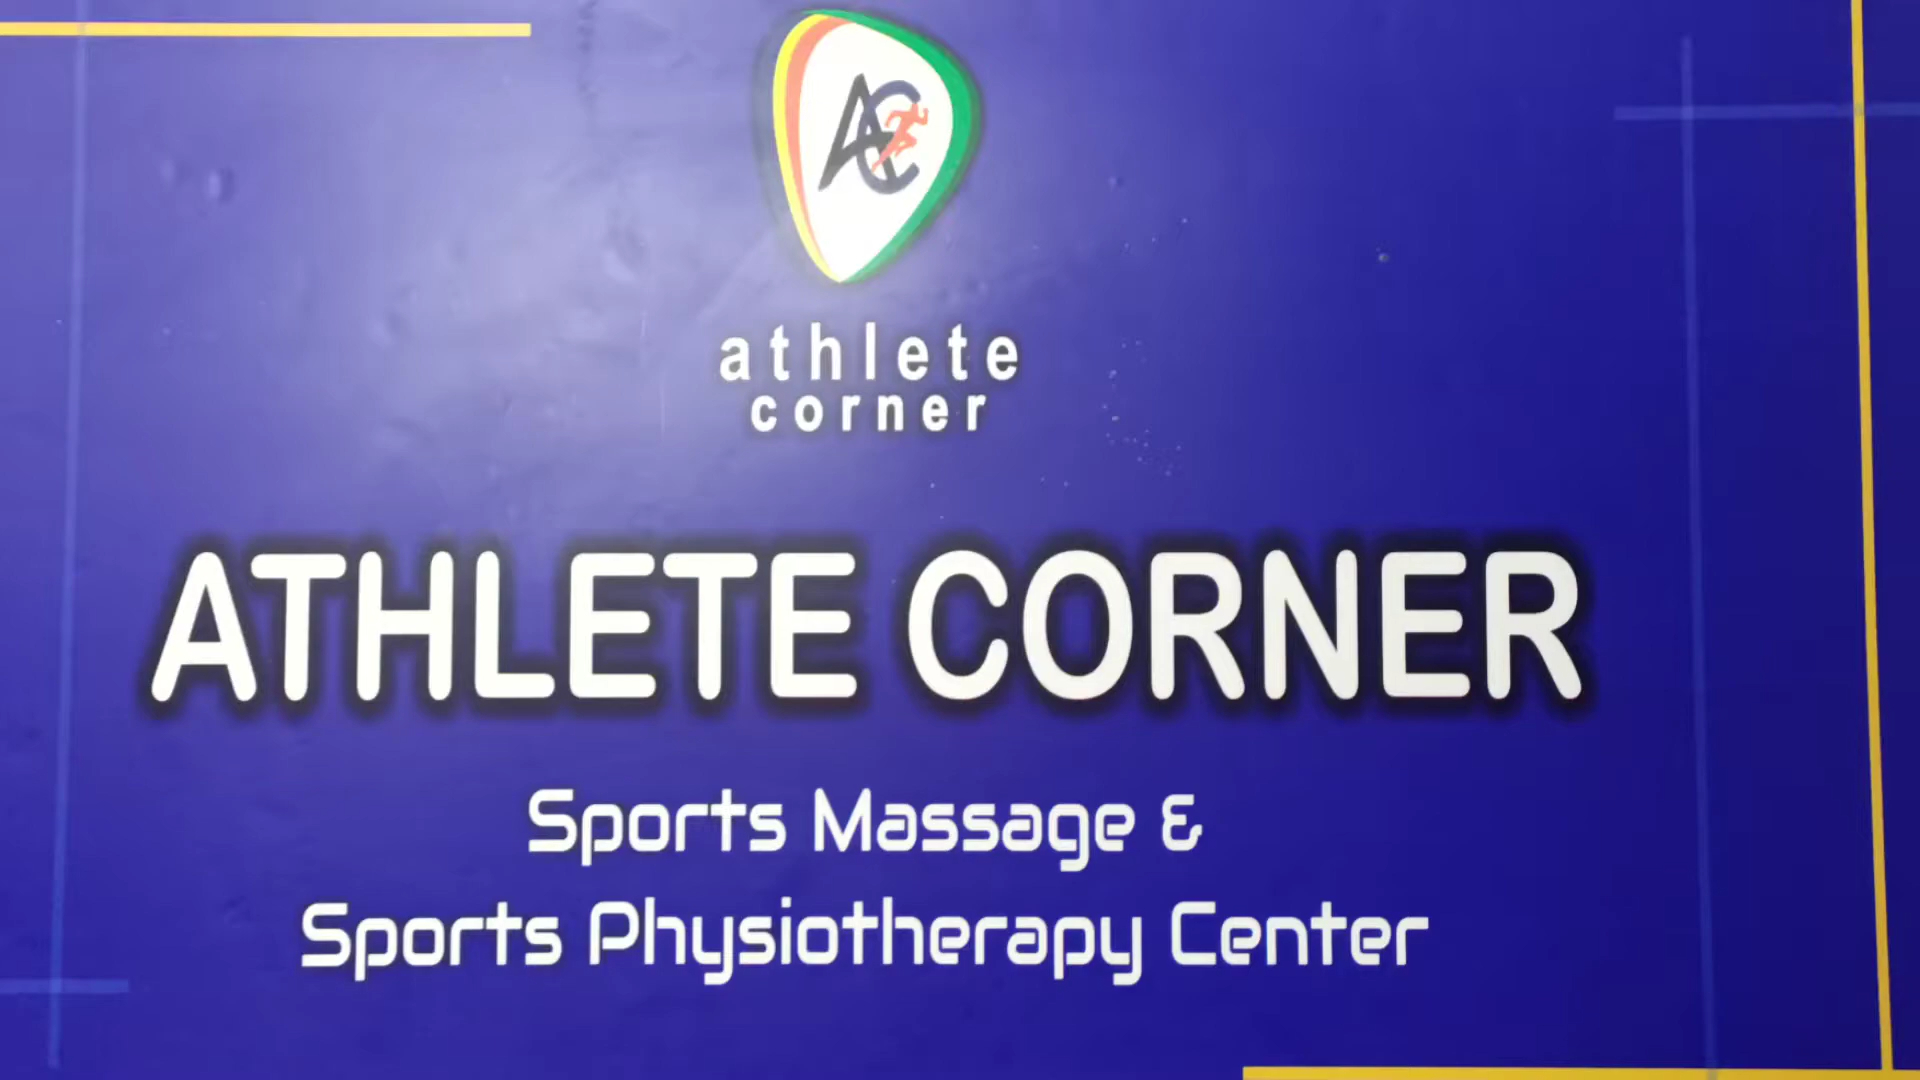 AC
athlete
corner
ATHLETE CORNER
Sports Massage &
Sports Physiotherapy Center